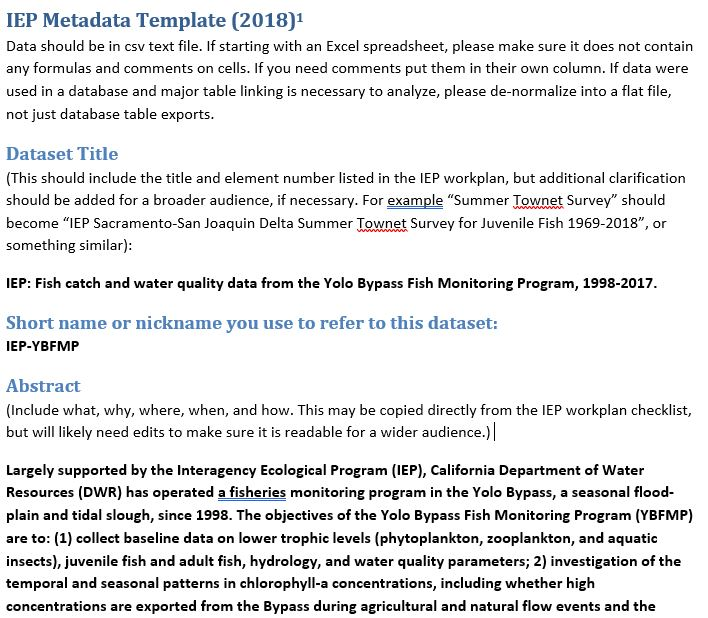 IEP Metadata Template (2018)¹
Data should be in csv text file. If starting with an Excel spreadsheet, please make sure it does not contain
any formulas and comments on cells. If you need comments put them in their own column. If data were
used in a database and major table linking is necessary to analyze, please de-normalize into a flat file,
not just database table exports.
Dataset Title
(This should include the title and element number listed in the IEP workplan, but additional clarification
should be added for a broader audience, if necessary. For example “Summer Townet Survey” should
become “IEP Sacramento-San Joaquin Delta Summer Townet Survey for Juvenile Fish 1969-2018”, or
something similar):
IEP: Fish catch and water quality data from the Yolo Bypass Fish Monitoring Program, 1998-2017.
Short name or nickname you use to refer to this dataset:
IEP-YBFMP
Abstract
(Include what, why, where, when, and how. This may be copied directly from the IEP workplan checklist,
but will likely need edits to make sure it is readable for a wider audience.)
Largely supported by the Interagency Ecological Program (IEP), California Department of Water
Resources (DWR) has operated a fisheries monitoring program in the Yolo Bypass, a seasonal flood-
plain and tidal slough, since 1998. The objectives of the Yolo Bypass Fish Monitoring Program (YBFMP)
are to: (1) collect baseline data on lower trophic levels (phytoplankton, zooplankton, and aquatic
insects), juvenile fish and adult fish, hydrology, and water quality parameters; 2) investigation of the
temporal and seasonal patterns in chlorophyll-a concentrations, including whether high
concentrations are exported from the Bypass during agricultural and natural flow events and the